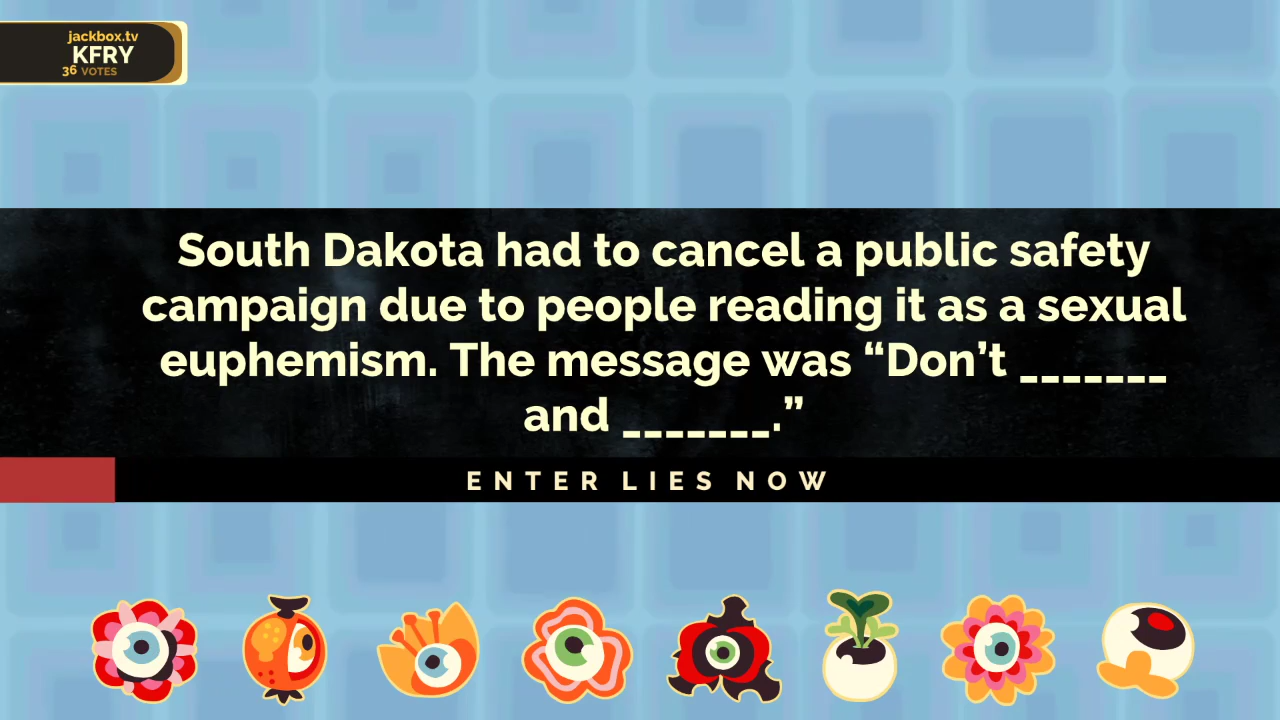 jackbox.tv
KFRY
36 VOTES
South Dakota had to cancel a public safety
campaign due to people reading it as a sexual
euphemism. The message was “Don’t _______
and _______.”
ENTER LIES NOW